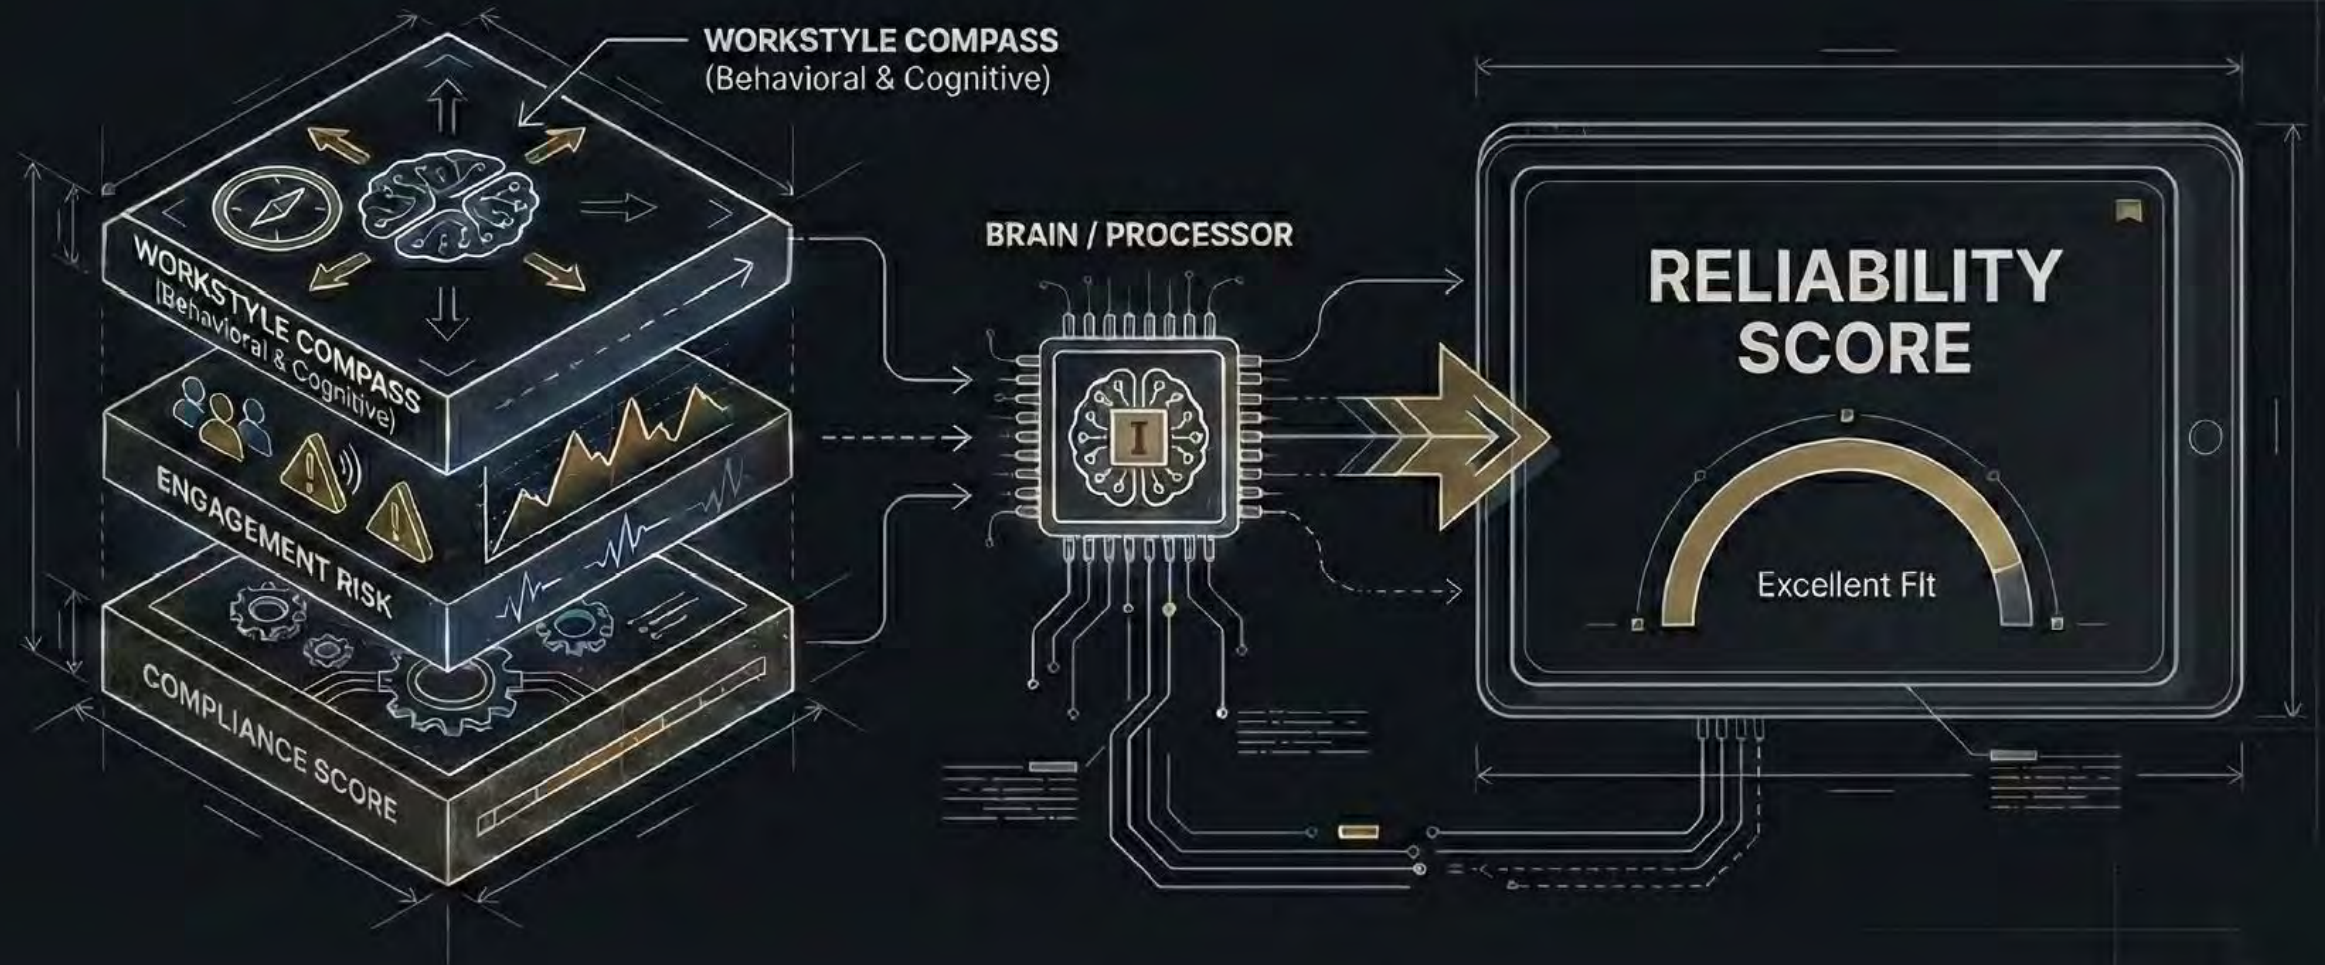 WORKSTYLE COMPASS
(Behavioral & Cognitive)
WORKSTYLE COMPASS
(Behavioral & Cognitive)
ENGAGEMENT RISK
COMPLIANCE SCORE
BRAIN / PROCESSOR
I
RELIABILITY
SCORE
Excellent Fit